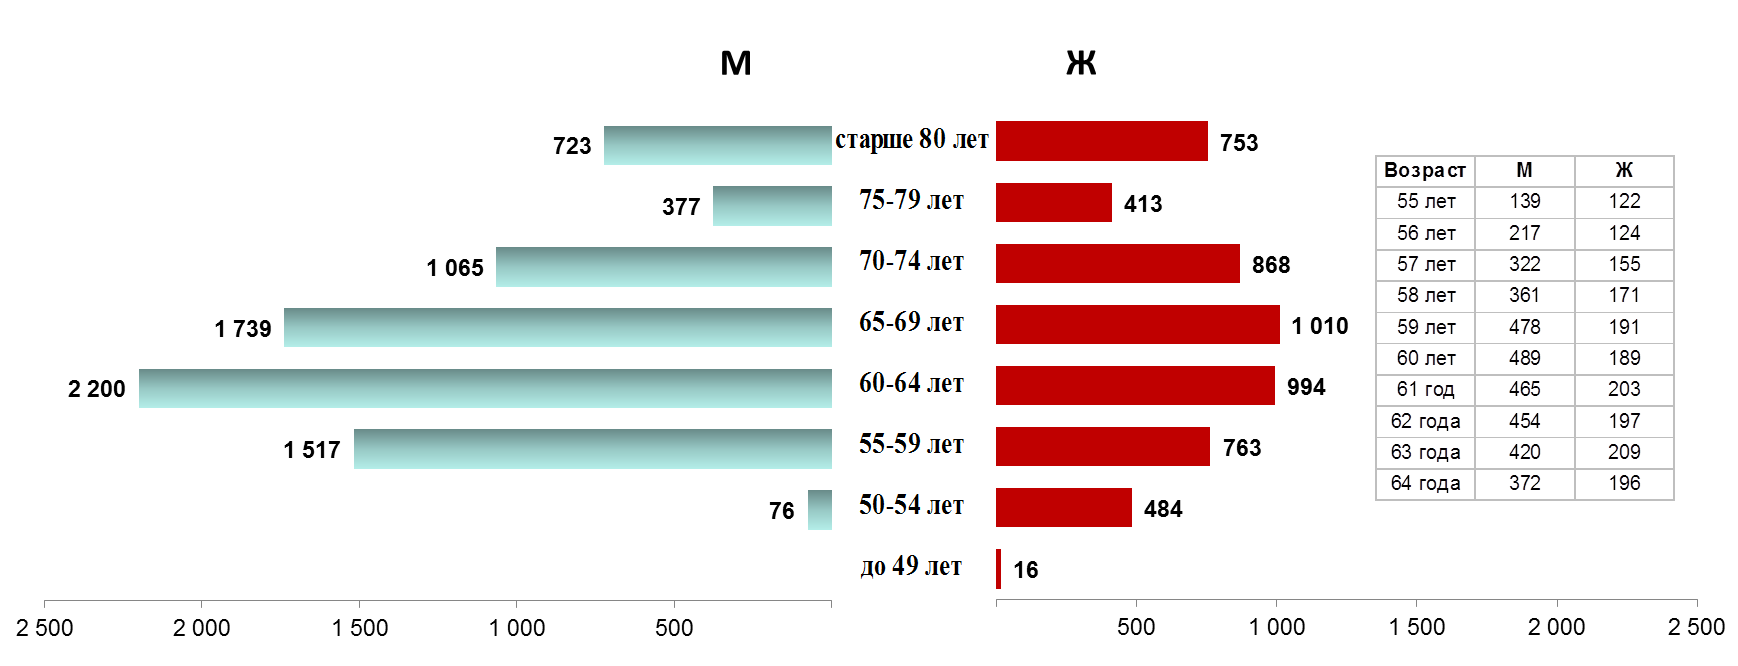 М Ж
723 старше 80 лет 753
377 75-79 лет 413
1 065 70-74 лет 868
1 739 65-69 лет 1 010
2 200 60-64 лет 994
1 517 55-59 лет 763
76 50-54 лет 484
до 49 лет 16
2 500 2 000 1 500 1 000 500
500 1 000 1 500 2 000 2 500
Возраст М Ж
55 лет 139 122
56 лет 217 124
57 лет 322 155
58 лет 361 171
59 лет 478 191
60 лет 489 189
61 год 465 203
62 года 454 197
63 года 420 209
64 года 372 196